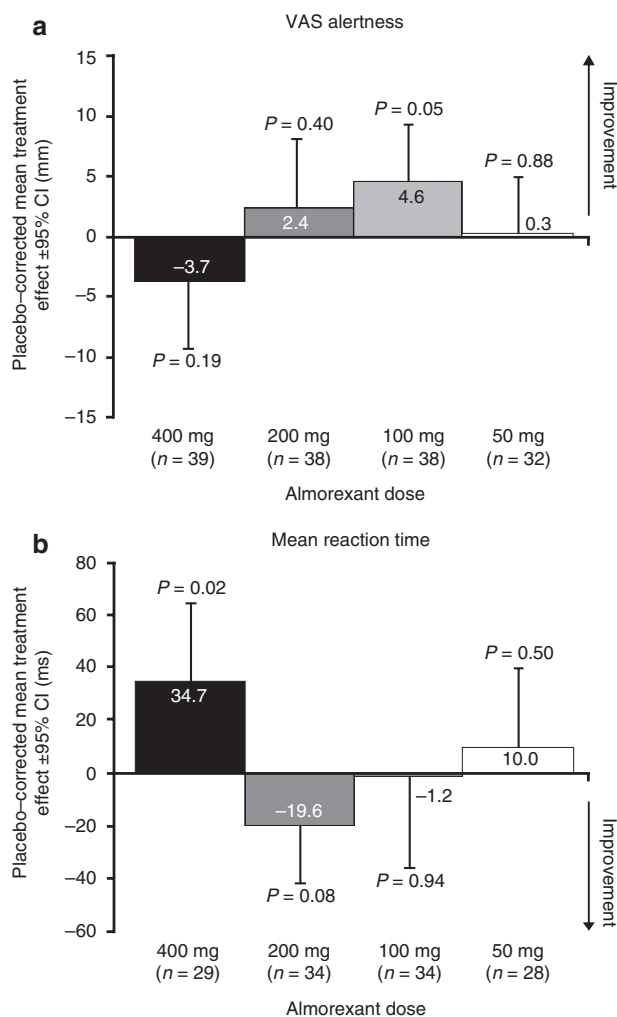 a
VAS alertness
Placebo–corrected mean treatment
effect ±95% CI (mm)
15
10
5
0
−5
−10
−15
P = 0.40
P = 0.05
P = 0.88
P = 0.19
−3.7
2.4
4.6
0.3
Improvement
400 mg
(n = 39)
200 mg
(n = 38)
100 mg
(n = 38)
50 mg
(n = 32)
Almorexant dose
b
Mean reaction time
Placebo–corrected mean treatment
effect ±95% CI (ms)
80
60
40
20
0
−20
−40
−60
P = 0.02
P = 0.50
34.7
−19.6
−1.2
10.0
P = 0.08
P = 0.94
Improvement
400 mg
(n = 29)
200 mg
(n = 34)
100 mg
(n = 34)
50 mg
(n = 28)
Almorexant dose